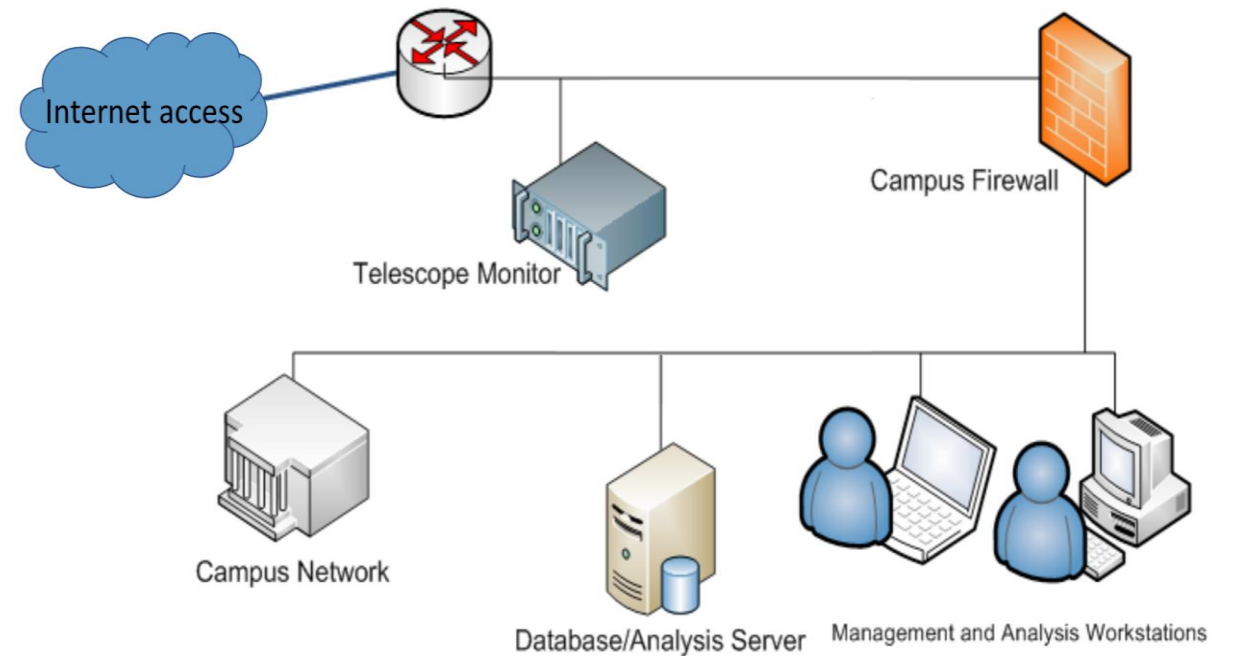 Internet access
Campus Firewall
Telescope Monitor
Campus Network
Database/Analysis Server
Management and Analysis Workstations